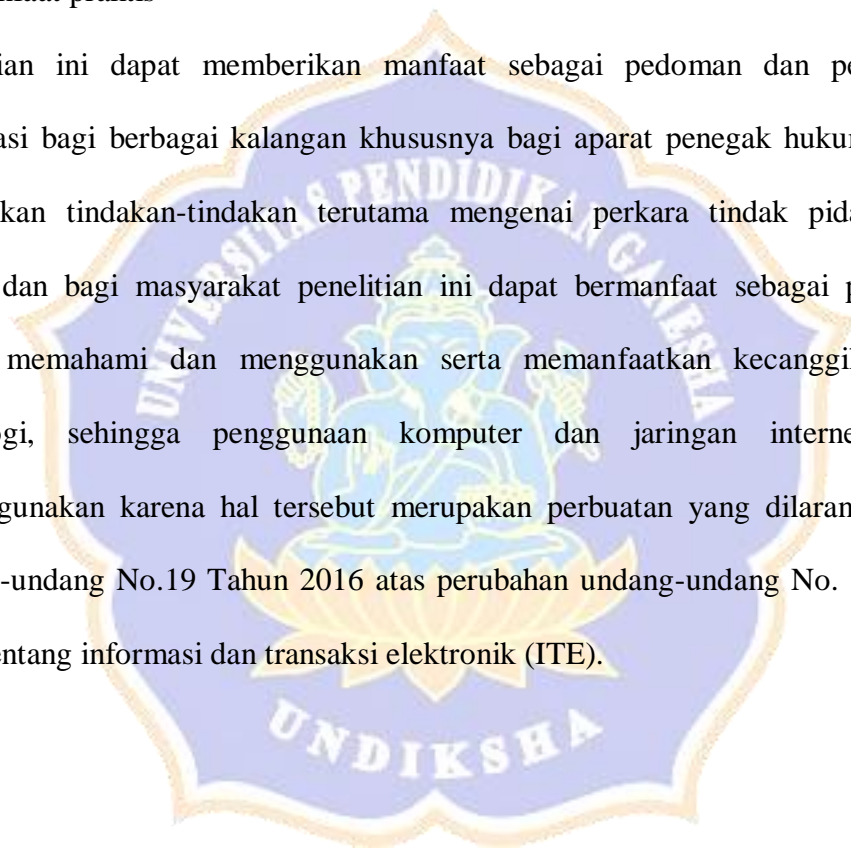 ian ini dapat memberikan manfaat sebagai pedoman dan pe
asi bagi berbagai kalangan khususnya bagi aparat penegak huku
kan tindakan-tindakan terutama mengenai perkara tindak pida
dan bagi masyarakat penelitian ini dapat bermanfaat sebagai p
memahami dan menggunakan serta memanfaatkan kecanggi
ogi, sehingga penggunaan komputer dan jaringan interne
gunakan karena hal tersebut merupakan perbuatan yang dilaran
-undang No.19 Tahun 2016 atas perubahan undang-undang No.
entang informasi dan transaksi elektronik (ITE).
UNIVERSITAS PENDIDIKAN GANESHA
UNDIKSHA